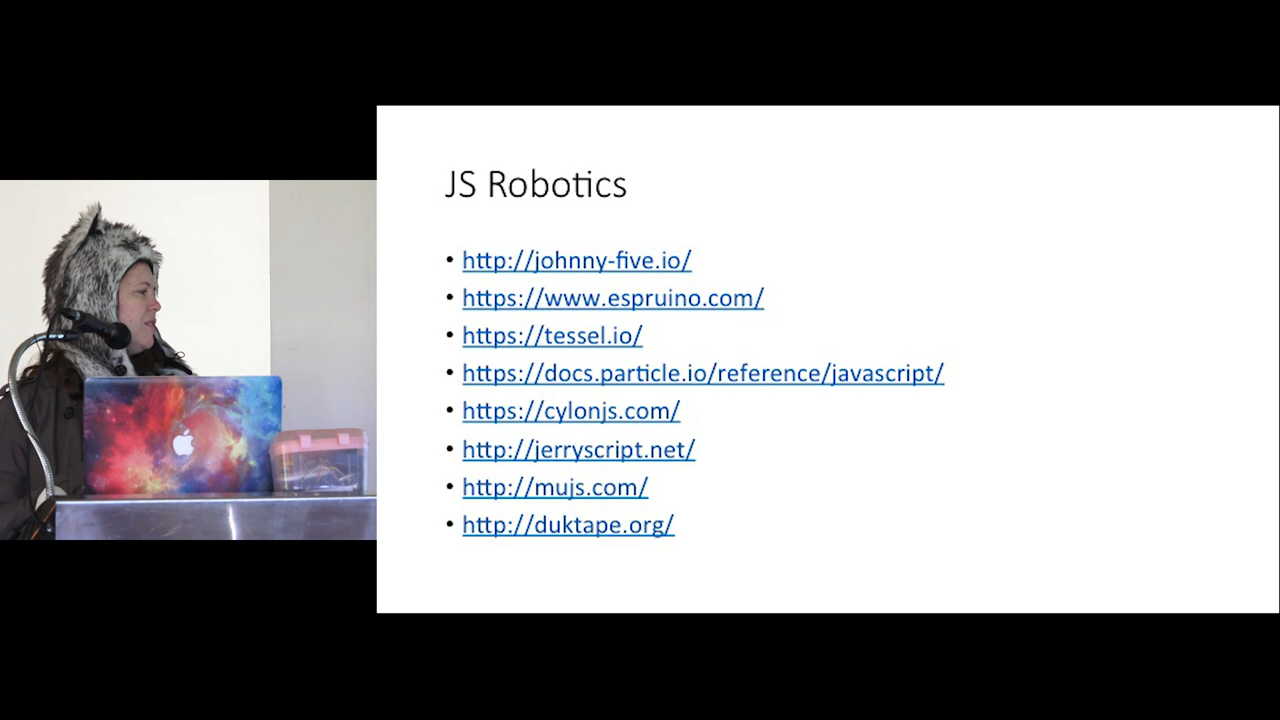 JS Robotics
• http://johnny-five.io/
• https://www.espruino.com/
• https://tessel.io/
• https://docs.particle.io/reference/javascript/
• https://cylonjs.com/
• http://jerryscript.net/
• http://mujs.com/
• http://duktape.org/